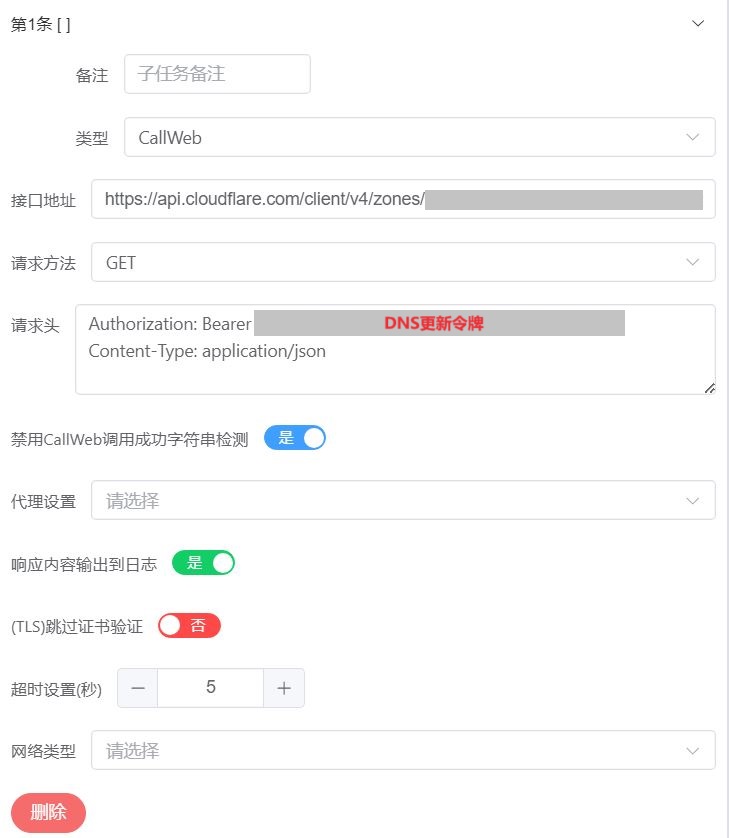 第1条 [ ]
备注 子任务备注
类型 CallWeb
接口地址 https://api.cloudflare.com/client/v4/zones/
请求方法 GET
请求头 Authorization: Bearer DNS更新令牌
Content-Type: application/json
禁用CallWeb调用成功字符串检测 是
代理设置 请选择
响应内容输出到日志 是
(TLS)跳过证书验证 否
超时设置(秒) 5
网络类型 请选择
删除